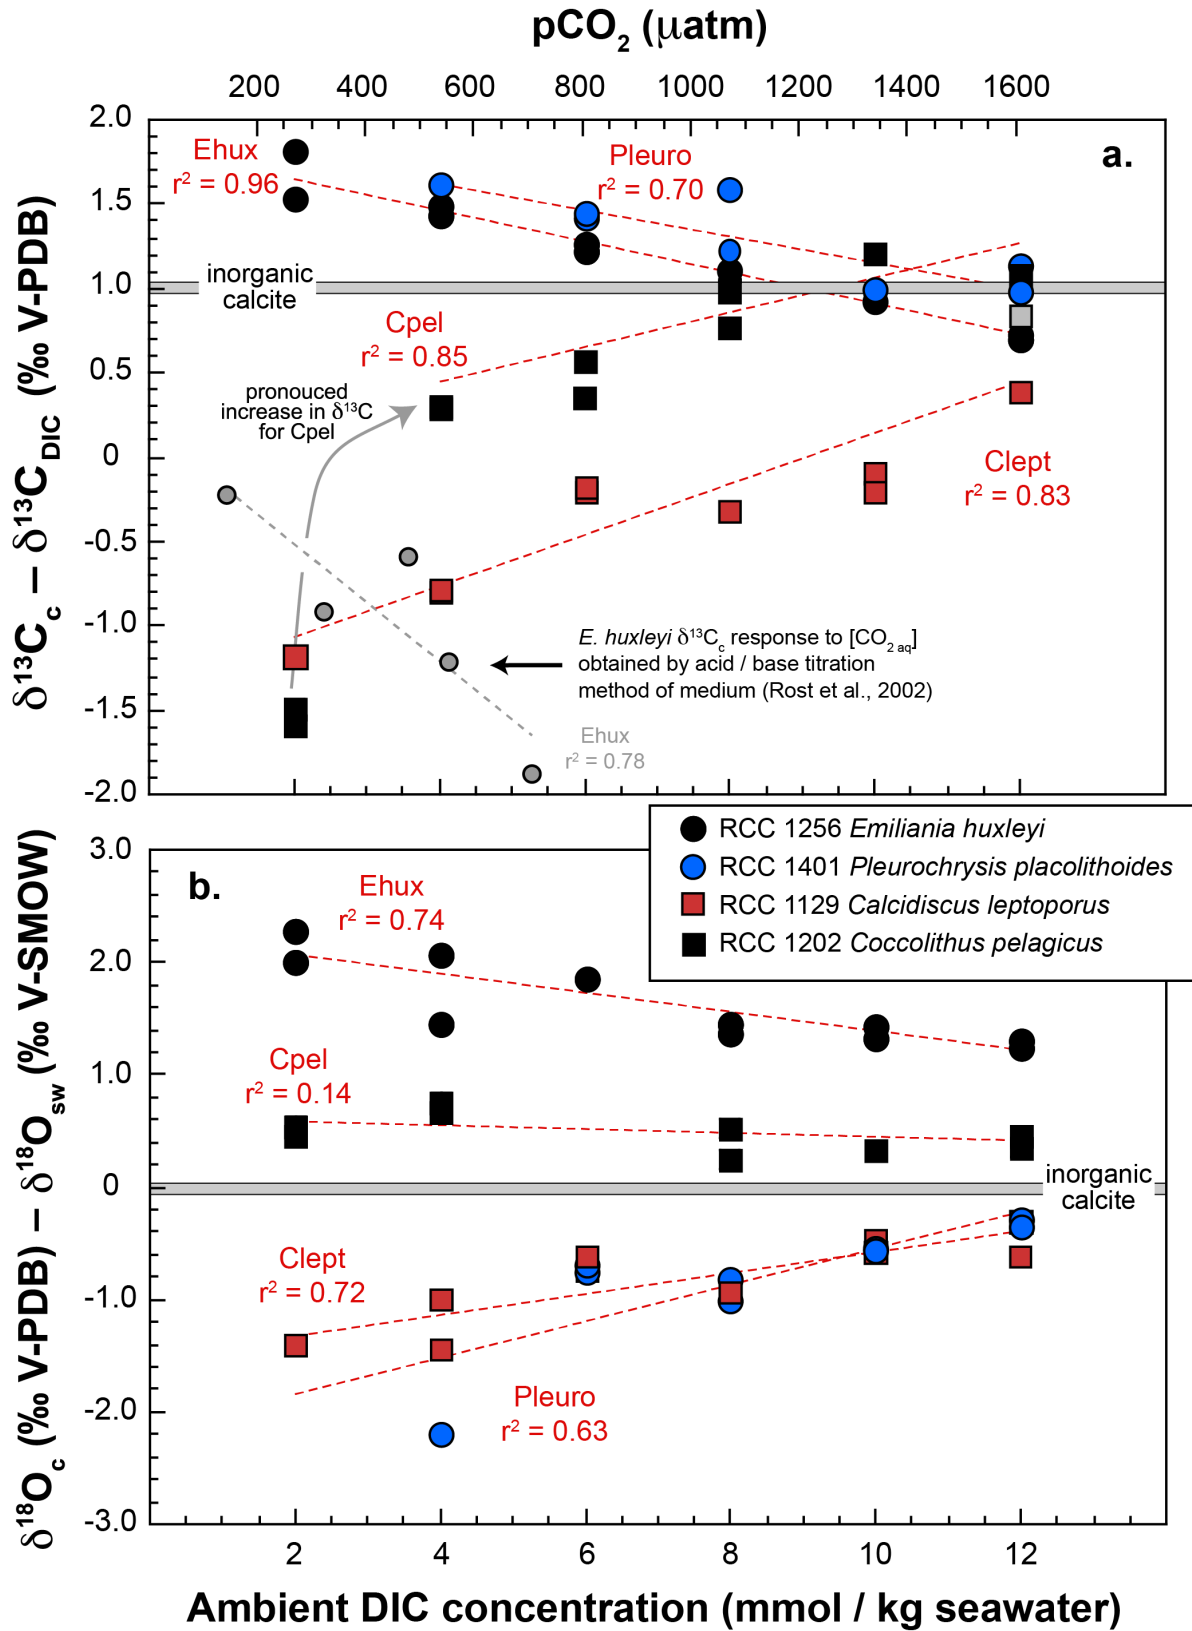 pCO2 (μatm)
200 400 600 800 1000 1200 1400 1600
δ13Cc – δ13CDIC (‰ V-PDB)
2.0
1.5
1.0
0.5
0
-0.5
-1.0
-1.5
-2.0
a.
Ehux
r2 = 0.96
Pleuro
r2 = 0.70
inorganic
calcite
Cpel
r2 = 0.85
pronouced
increase in δ13C
for Cpel
Clept
r2 = 0.83
E. huxleyi δ13Cc response to [CO2 aq]
obtained by acid / base titration
method of medium (Rost et al., 2002)
Ehux
r2 = 0.78
RCC 1256 Emiliania huxleyi
RCC 1401 Pleurochrysis placolithoides
RCC 1129 Calcidiscus leptoporus
RCC 1202 Coccolithus pelagicus
δ18Oc (‰ V-PDB) – δ18Osw (‰ V-SMOW)
3.0
2.0
1.0
0
-1.0
-2.0
-3.0
b.
Ehux
r2 = 0.74
Cpel
r2 = 0.14
inorganic
calcite
Clept
r2 = 0.72
Pleuro
r2 = 0.63
2 4 6 8 10 12
Ambient DIC concentration (mmol / kg seawater)